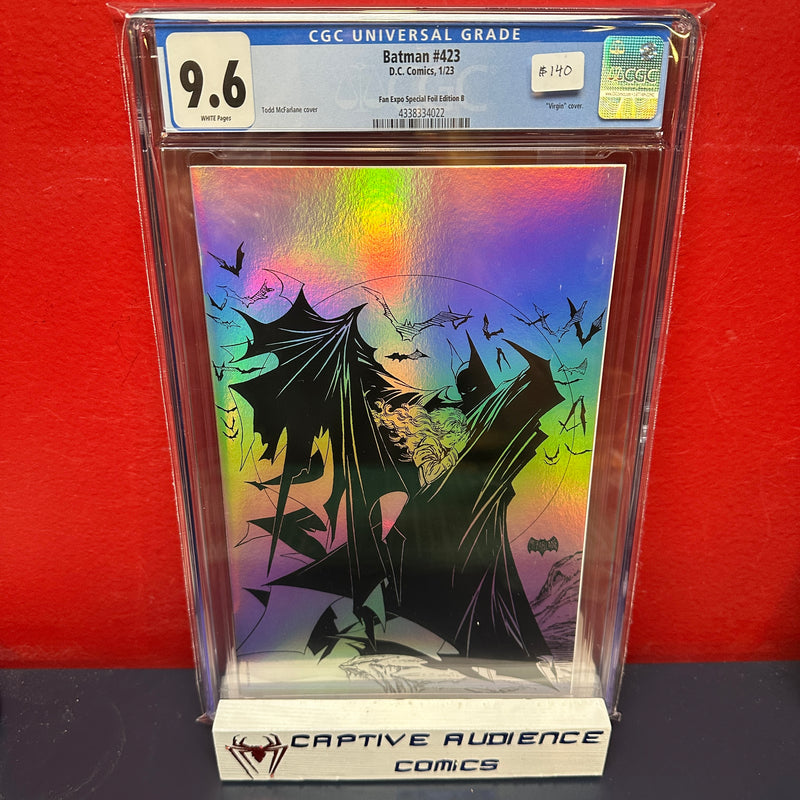 CGC UNIVERSAL GRADE
9.6
WHITE Pages
Batman #423
D.C. Comics, 1/23
Todd McFarlane cover
Fan Expo Special Foil Edition B
4338334022
$140
"Virgin" cover.
CGC
CAPTIVE AUDIENCE
COMICS